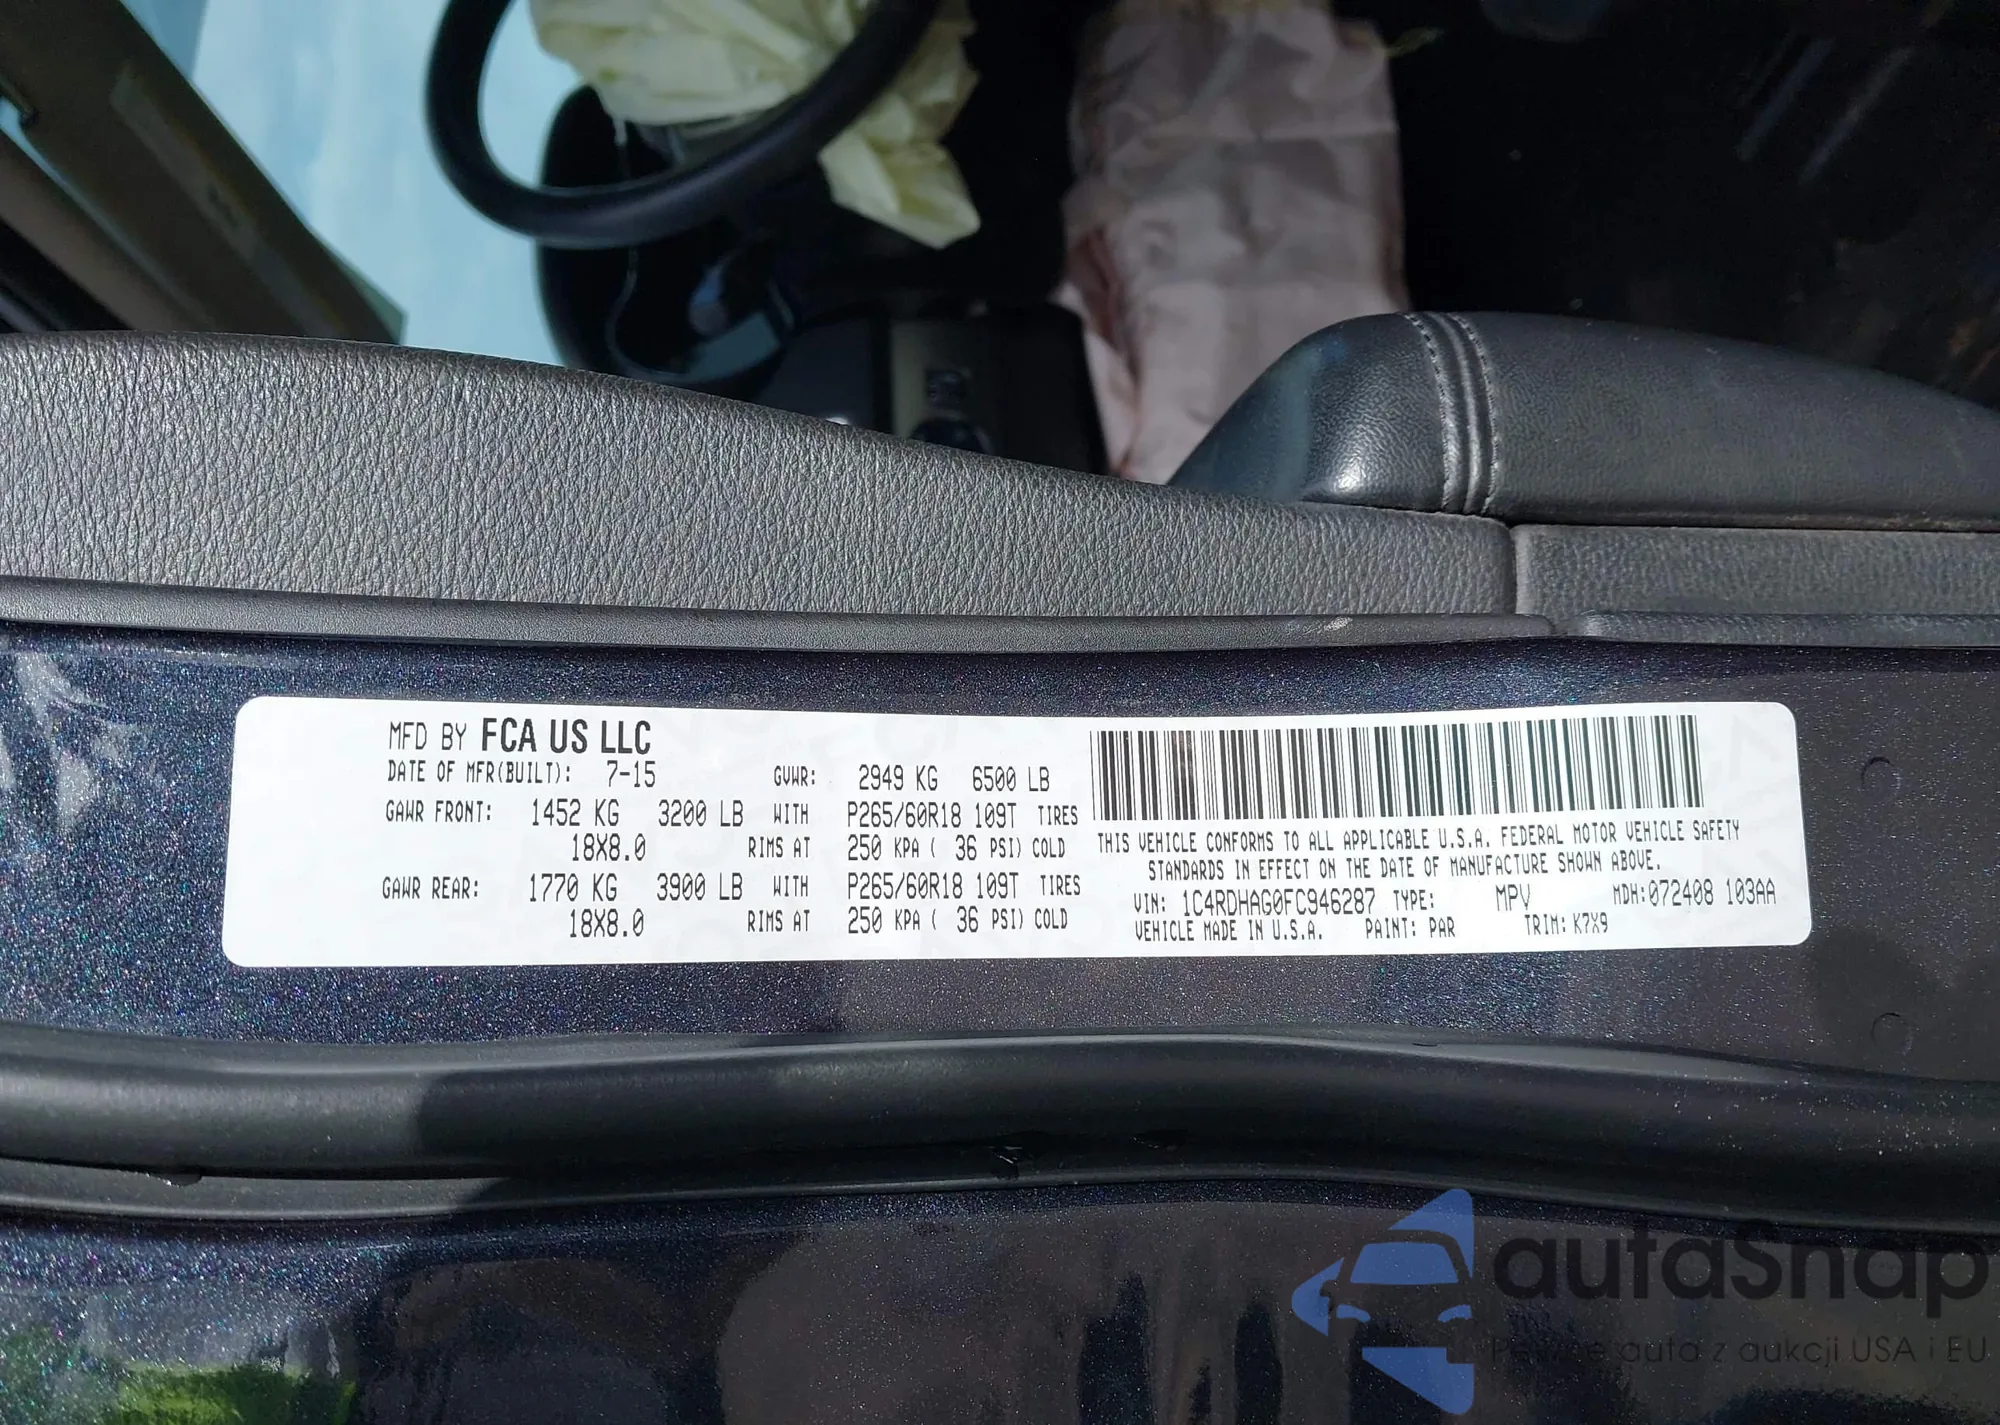 MFD BY FCA US LLC
DATE OF MFR(BUILT): 7-15 GVWR: 2949 KG 6500 LB
GAWR FRONT: 1452 KG 3200 LB WITH P265/60R18 109T TIRES
18X8.0 RIMS AT 250 KPA ( 36 PSI) COLD
GAWR REAR: 1770 KG 3900 LB WITH P265/60R18 109T TIRES
18X8.0 RIMS AT 250 KPA ( 36 PSI) COLD
THIS VEHICLE CONFORMS TO ALL APPLICABLE U.S.A. FEDERAL MOTOR VEHICLE SAFETY
STANDARDS IN EFFECT ON THE DATE OF MANUFACTURE SHOWN ABOVE.
VIN: 1C4RDHAG0FC946287 TYPE: MPV MDH:072408 103AA
VEHICLE MADE IN U.S.A. PAINT: PAR TRIM: K7X9
autaSnap
Pewne auta z aukcji USA i EU